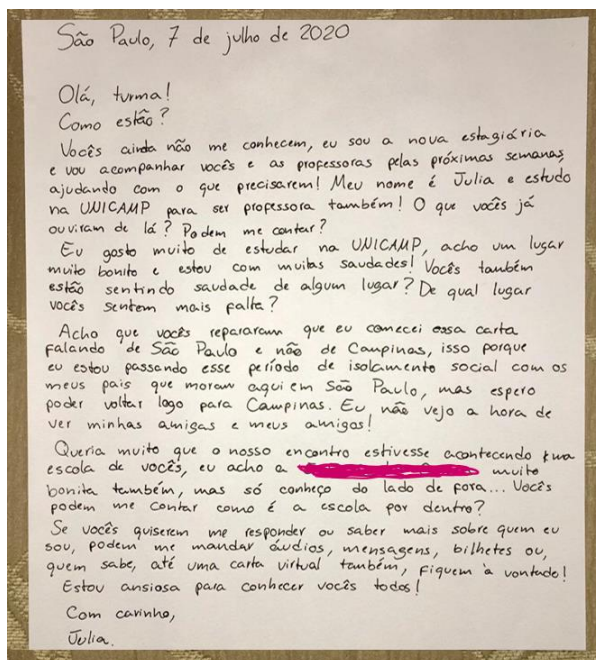 São Paulo, 7 de julho de 2020
Olá, turma!
Como estão?
Vocês ainda não me conhecem, eu sou a nova estagiária
e vou acompanhar vocês e as professoras pelas próximas semanas,
ajudando com o que precisarem! Meu nome é Julia e estudo
na UNICAMP para ser professora também! O que vocês já
ouviram de lá? Podem me contar?
Eu gosto muito de estudar na UNICAMP, acho um lugar
muito bonito e estou com muitas saudades! Vocês também
estão sentindo saudade de algum lugar? De qual lugar
vocês sentem mais falta?
Acho que vocês repararam que eu comecei essa carta
falando de São Paulo e não de Campinas, isso porque
eu estou passando esse período de isolamento social com os
meus pais que moram aqui em São Paulo, mas espero
poder voltar logo para Campinas. Eu não vejo a hora de
ver minhas amigas e meus amigos!
Queria muito que o nosso encontro estivesse acontecendo na
escola de vocês, eu acho a muito
bonita também, mas só conheço do lado de fora... Vocês
podem me contar como é a escola por dentro?
Se vocês quiserem me responder ou saber mais sobre quem eu
sou, podem me mandar áudios, mensagens, bilhetes ou,
quem sabe, até uma carta virtual também, fiquem à vontade!
Estou ansiosa para conhecer vocês todos!
Com carinho,
Julia.